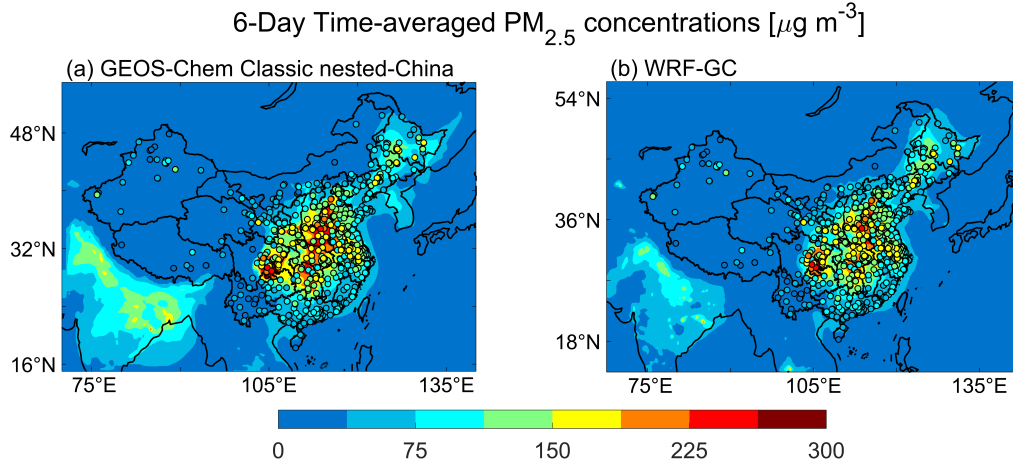 6-Day Time-averaged PM2.5 concentrations [μg m-3]
(a) GEOS-Chem Classic nested-China
(b) WRF-GC
48°N
32°N
16°N
75°E
105°E
135°E
54°N
36°N
18°N
75°E
105°E
135°E
0
75
150
225
300